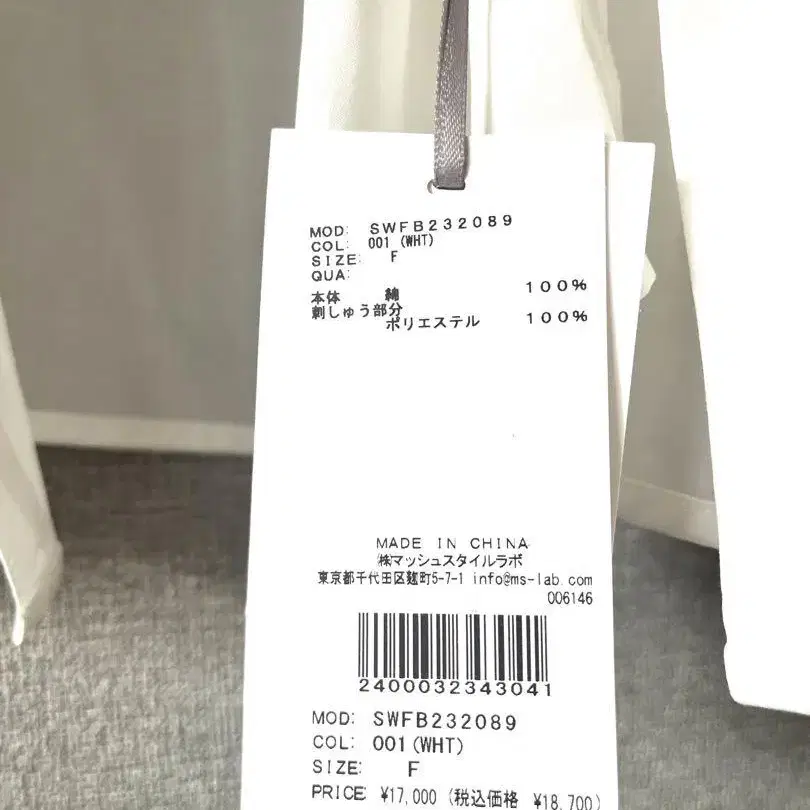 MOD: SWFB232089
COL: 001 (WHT)
SIZE: F
QUA:
本体 綿 100%
刺しゅう部分
ポリエステル 100%
MADE IN CHINA
㈱マッシュスタイルラボ
東京都千代田区麹町5-7-1 info@ms-lab.com
006146
2400032343041
MOD: SWFB232089
COL: 001(WHT)
SIZE: F
PRICE: ¥17,000 (税込価格 ¥18,700)